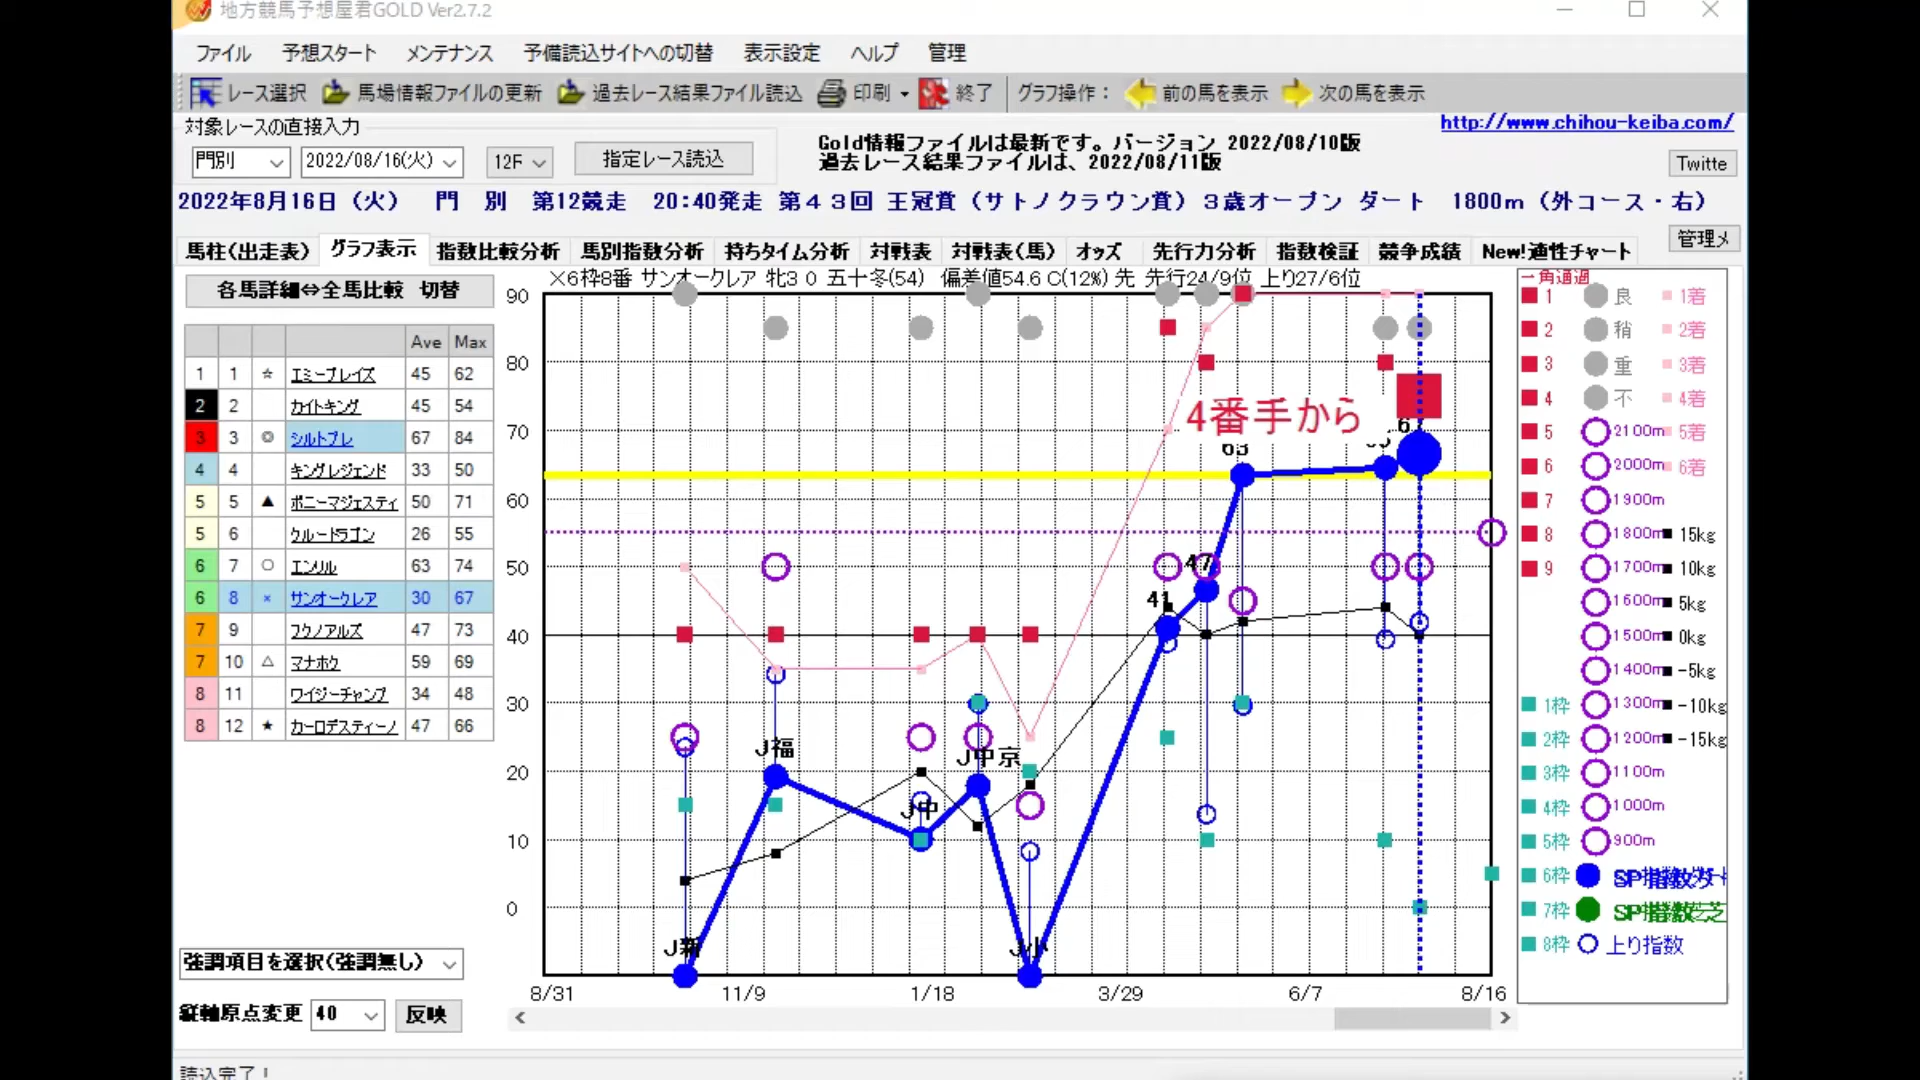 地方競馬予想屋君GOLD Ver2.7.2
ファイル 予想スタート メンテナンス 予備読込サイトへの切替 表示設定 ヘルプ 管理
レース選択 馬場情報ファイルの更新 過去レース結果ファイル読込 印刷 終了 グラフ操作： 前の馬を表示 次の馬を表示
対象レースの直接入力
http://www.chihou-keiba.com/
Gold情報ファイルは最新です。バージョン 2022/08/10版
過去レース結果ファイルは、2022/08/11版
門別 2022/08/16(火) 12F 指定レース読込
Twitte
2022年8月16日（火） 門 別 第12競走 20:40発走 第４３回 王冠賞（サトノクラウン賞）３歳オープン ダート 1800m（外コース・右）
管理メ
馬柱(出走表) グラフ表示 指数比較分析 馬別指数分析 持ちタイム分析 対戦表 対戦表(馬) オッズ 先行力分析 指数検証 競争成績 New!適性チャート
×6枠8番 サンオークレア 牝3 0 五十冬(54) 偏差値54.6 C(12%) 先 先行24/9位 上り27/6位
各馬詳細⇔全馬比較 切替
Ave Max
1 1 ☆ エミーブレイズ 45 62
2 2 カイトキング 45 54
3 3 ◎ シルトプレ 67 84
4 4 キングレジェンド 33 50
5 5 ▲ ポニーマジェスティ 50 71
5 6 クルードラゴン 26 55
6 7 ○ エンリル 63 74
6 8 × サンオークレア 30 67
7 9 フクノアルズ 47 73
7 10 △ マナホク 59 69
8 11 ワイジーチャンプ 34 48
8 12 ★ カーロデスティーノ 47 66
強調項目を選択(強調無し)
縦軸原点変更 40 反映
90
80
70
60
50
40
30
20
10
0
4番手から
63
47
41
J福
J中京
J中
J新
J小
8/31 11/9 1/18 3/29 6/7 8/16
一角通過
1 良 1着
2 稍 2着
3 重 3着
4 不 4着
5 2100m 5着
6 2000m 6着
7 1900m
8 1800m 15kg
9 1700m 10kg
1600m 5kg
1500m 0kg
1400m -5kg
1枠 1300m -10kg
2枠 1200m -15kg
3枠 1100m
4枠 1000m
5枠 900m
6枠 SP指数
7枠 SP指数
8枠 上り指数
読込完了！